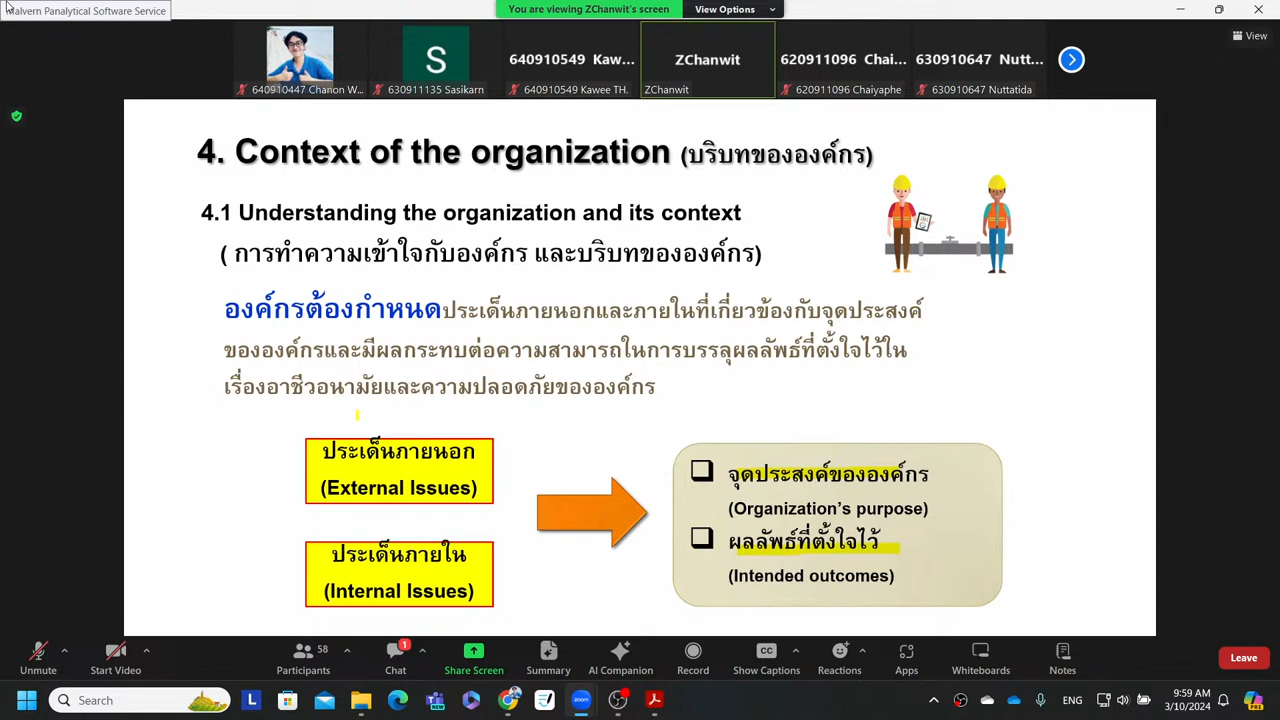 Malvern Panalytical Software Service
You are viewing ZChanwit's screen
View Options
View
S
640910549 Kaw...
ZChanwit
620911096 Chai...
630910647 Nutt...
640910447 Chanon W...
630911135 Sasikarn
640910549 Kawee TH.
ZChanwit
620911096 Chaiyaphe
630910647 Nuttatida
4. Context of the organization (บริบทขององค์กร)
4.1 Understanding the organization and its context
( การทำความเข้าใจกับองค์กร และบริบทขององค์กร)
องค์กรต้องกำหนดประเด็นภายนอกและภายในที่เกี่ยวข้องกับจุดประสงค์
ขององค์กรและมีผลกระทบต่อความสามารถในการบรรลุผลลัพธ์ที่ตั้งใจไว้ใน
เรื่องอาชีวอนามัยและความปลอดภัยขององค์กร
ประเด็นภายนอก
(External Issues)
ประเด็นภายใน
(Internal Issues)
จุดประสงค์ขององค์กร
(Organization's purpose)
ผลลัพธ์ที่ตั้งใจไว้
(Intended outcomes)
Unmute
Start Video
58
Participants
1
Chat
Share Screen
Summary
AI Companion
Record
CC
Show Captions
Reactions
Apps
Whiteboards
Notes
Leave
Search
L
zoom
ENG
9:59 AM
3/10/2024